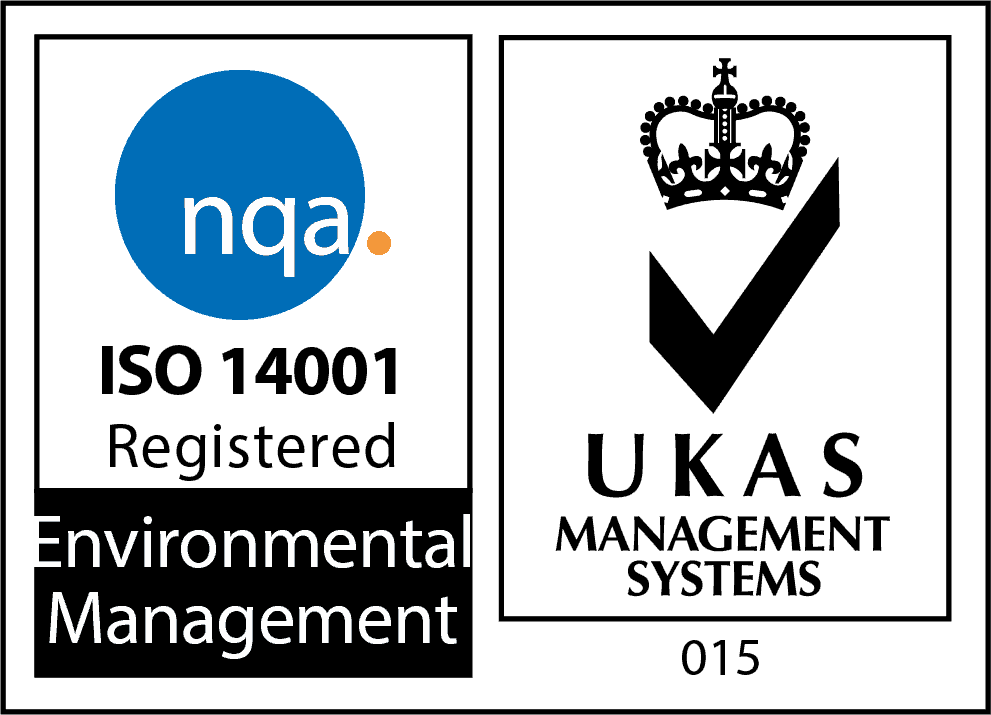 nqa.
ISO 14001
Registered
Environmental
Management
UKAS
MANAGEMENT
SYSTEMS
015